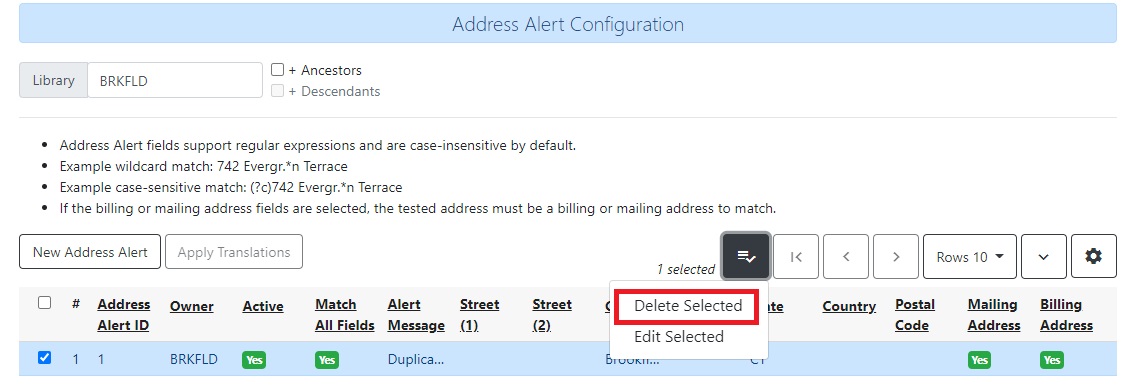 Address Alert Configuration
Library BRKFLD + Ancestors
+ Descendants
Address Alert fields support regular expressions and are case-insensitive by default.
Example wildcard match: 742 Evergr.*n Terrace
Example case-sensitive match: (?c)742 Evergr.*n Terrace
If the billing or mailing address fields are selected, the tested address must be a billing or mailing address to match.
New Address Alert Apply Translations 1 selected Rows 10
Delete Selected
Edit Selected
# Address Alert ID Owner Active Match All Fields Alert Message Street (1) Street (2) Country Postal Code Mailing Address Billing Address
1 1 BRKFLD Yes Yes Duplica... Brookfi... CT Yes Yes